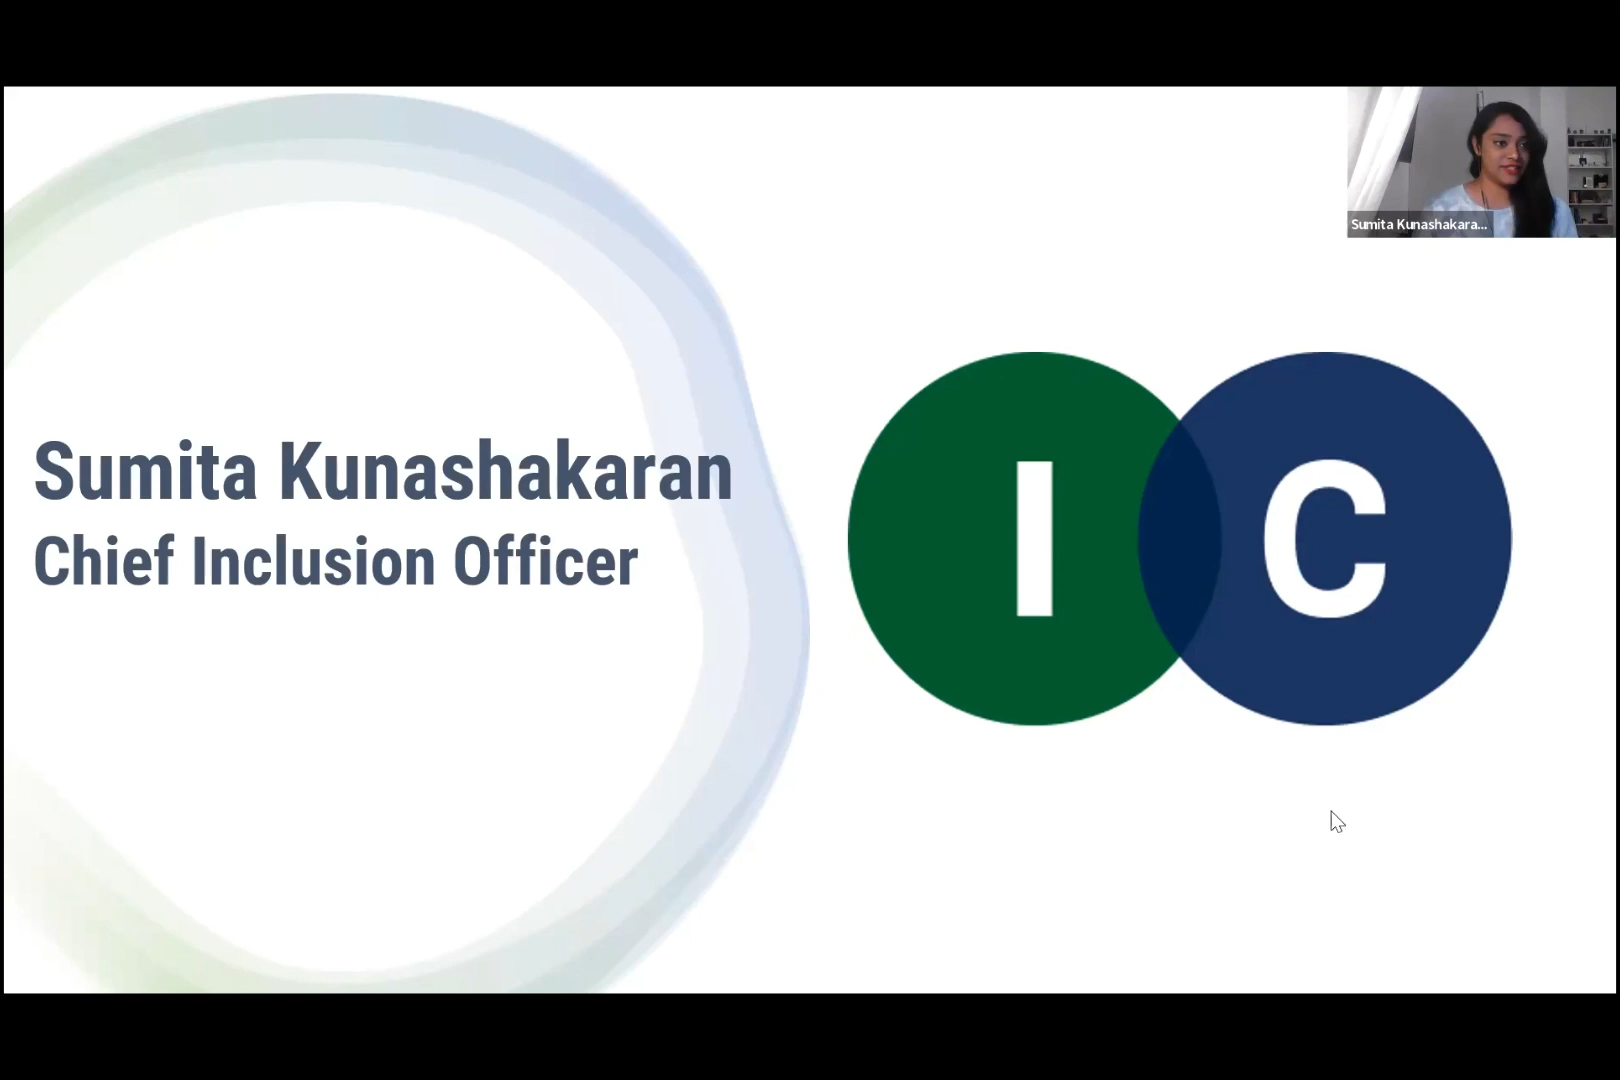 Sumita Kunashakara...
Sumita Kunashakaran
Chief Inclusion Officer
I C